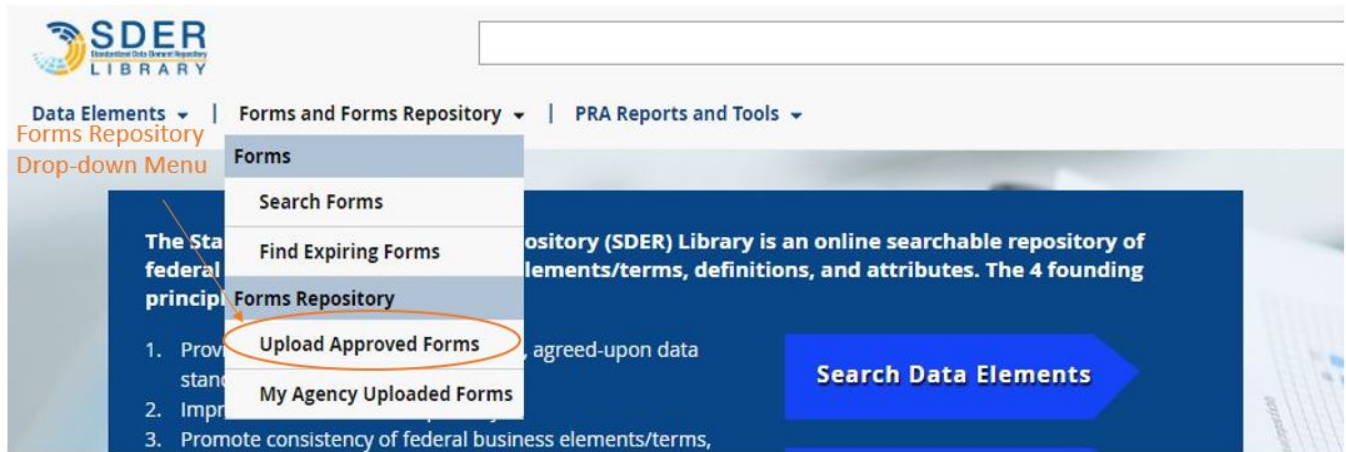 SDER
Standardized Data Element Repository
LIBRARY
Data Elements | Forms and Forms Repository | PRA Reports and Tools
Forms Repository
Drop-down Menu
Forms
Search Forms
Find Expiring Forms
Forms Repository
Upload Approved Forms
My Agency Uploaded Forms
The Sta ository (SDER) Library is an online searchable repository of
federal lements/terms, definitions, and attributes. The 4 founding
principl
1. Prov , agreed-upon data
stan
2. Impr
3. Promote consistency of federal business elements/terms,
Search Data Elements